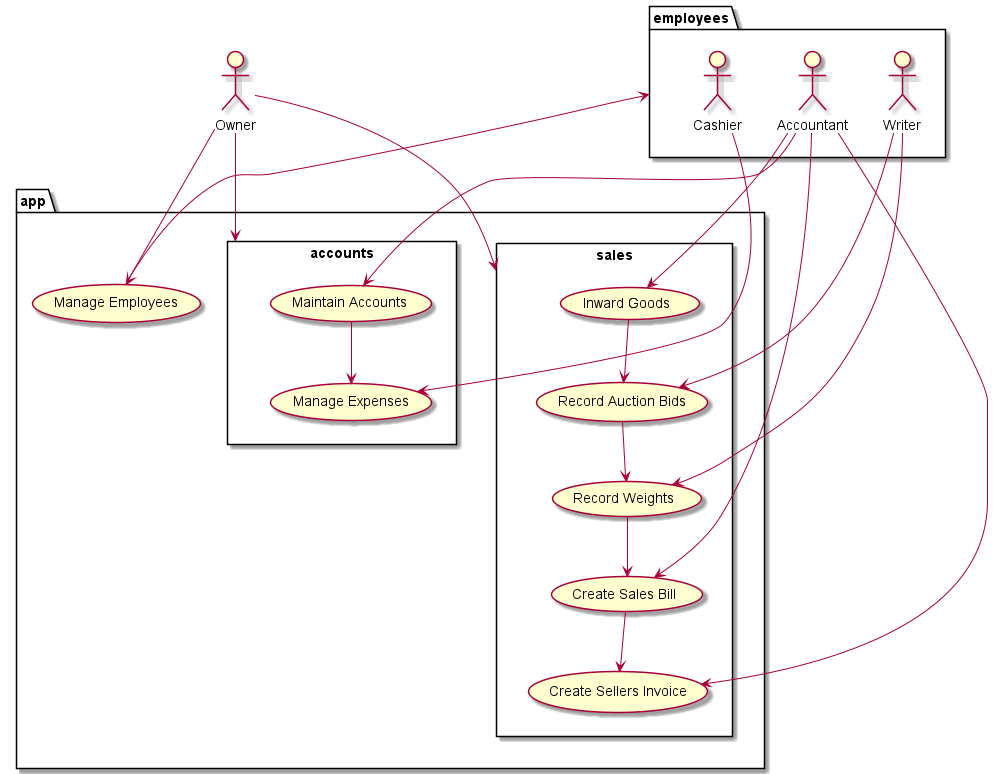 employees
Owner
Cashier
Accountant
Writer
app
accounts
sales
Manage Employees
Maintain Accounts
Inward Goods
Manage Expenses
Record Auction Bids
Record Weights
Create Sales Bill
Create Sellers Invoice